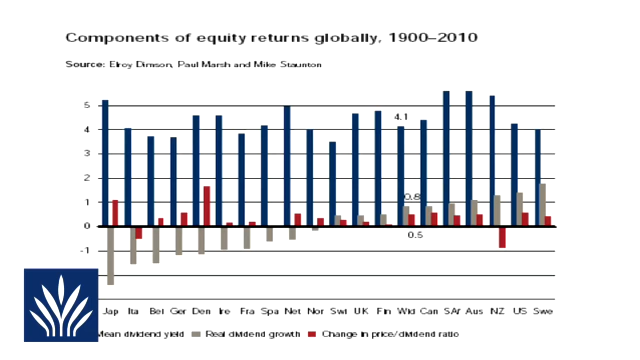 Components of equity returns globally, 1900–2010
Source: Elroy Dimson, Paul Marsh and Mike Staunton
5
4
3
2
1
0
-1
4.1
0.8
0.5
Jap Ita Bel Ger Den Ire Fra Spa Net Nor Swi UK Fin Wld Can SAf Aus NZ US Swe
Mean dividend yield Real dividend growth Change in price/dividend ratio